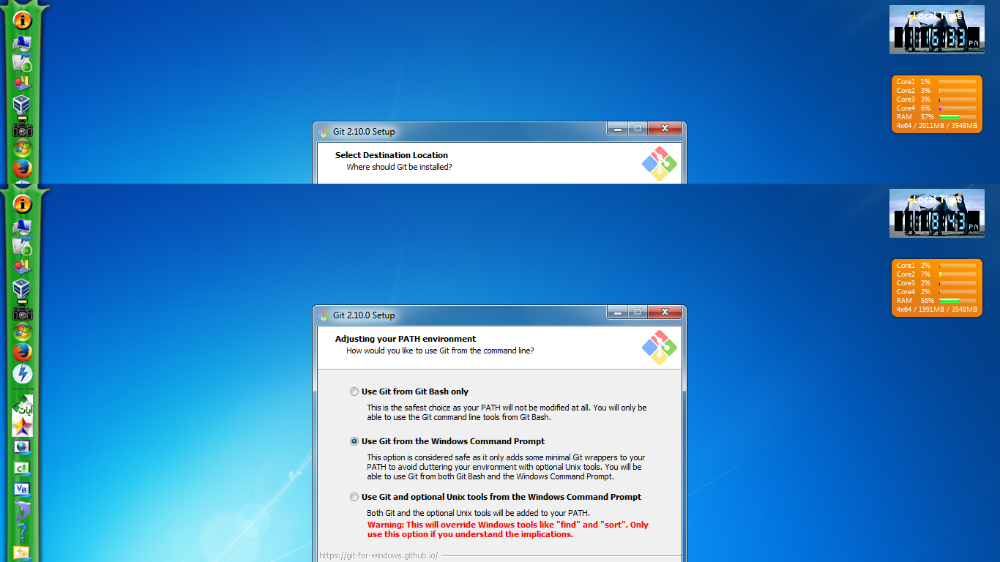 Local Time
6:33 PM
Core1 1%
Core2 3%
Core3 3%
Core4 6%
RAM 57%
4x64 / 2011MB / 3548MB
Git 2.10.0 Setup
Select Destination Location
Where should Git be installed?
Local Time
8:43 PM
Core1 2%
Core2 7%
Core3 2%
Core4 2%
RAM 56%
4x64 / 1991MB / 3548MB
Git 2.10.0 Setup
Adjusting your PATH environment
How would you like to use Git from the command line?
Use Git from Git Bash only
This is the safest choice as your PATH will not be modified at all. You will only be
able to use the Git command line tools from Git Bash.
Use Git from the Windows Command Prompt
This option is considered safe as it only adds some minimal Git wrappers to your
PATH to avoid cluttering your environment with optional Unix tools. You will be
able to use Git from both Git Bash and the Windows Command Prompt.
Use Git and optional Unix tools from the Windows Command Prompt
Both Git and the optional Unix tools will be added to your PATH.
Warning: This will override Windows tools like "find" and "sort". Only
use this option if you understand the implications.
https://git-for-windows.github.io/
C#
VB